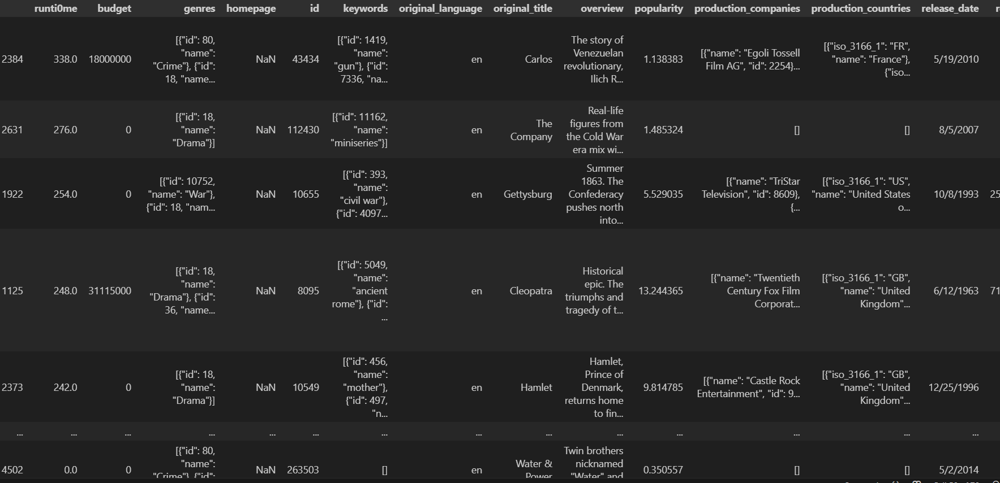 runti0me budget genres homepage id keywords original_language original_title overview popularity production_companies production_countries release_date
2384 338.0 18000000 [{"id": 80, "name": "Crime"}, {"id": 18, "name... NaN 43434 [{"id": 1419, "name": "gun"}, {"id": 7336, "na... en Carlos The story of Venezuelan revolutionary, Ilich R... 1.138383 [{"name": "Egoli Tossell Film AG", "id": 2254}... [{"iso_3166_1": "FR", "name": "France"}, {"iso... 5/19/2010
2631 276.0 0 [{"id": 18, "name": "Drama"}] NaN 112430 [{"id": 11162, "name": "miniseries"}] en The Company Real-life figures from the Cold War era mix wi... 1.485324 [] [] 8/5/2007
1922 254.0 0 [{"id": 10752, "name": "War"}, {"id": 18, "nam... NaN 10655 [{"id": 393, "name": "civil war"}, {"id": 4097... en Gettysburg Summer 1863. The Confederacy pushes north into... 5.529035 [{"name": "TriStar Television", "id": 8609}, {... [{"iso_3166_1": "US", "name": "United States o... 10/8/1993 25
1125 248.0 31115000 [{"id": 18, "name": "Drama"}, {"id": 36, "name... NaN 8095 [{"id": 5049, "name": "ancient rome"}, {"id": ... en Cleopatra Historical epic. The triumphs and tragedy of t... 13.244365 [{"name": "Twentieth Century Fox Film Corporat... [{"iso_3166_1": "GB", "name": "United Kingdom"... 6/12/1963 71
2373 242.0 0 [{"id": 18, "name": "Drama"}] NaN 10549 [{"id": 456, "name": "mother"}, {"id": 497, "n... en Hamlet Hamlet, Prince of Denmark, returns home to fin... 9.814785 [{"name": "Castle Rock Entertainment", "id": 9... [{"iso_3166_1": "GB", "name": "United Kingdom"... 12/25/1996
... ... ... ... ... ... ... ... ... ... ... ... ... ...
4502 0.0 0 [{"id": 80, "name": "Crime"}, {"id": NaN 263503 [] en Water & Power Twin brothers nicknamed "Water" and 0.350557 [] [] 5/2/2014